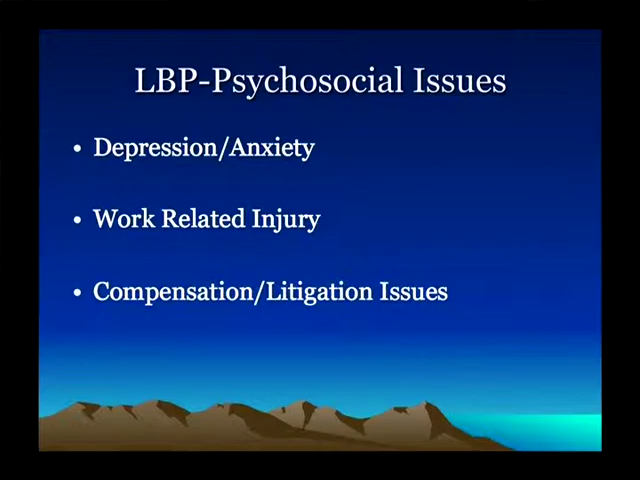 LBP-Psychosocial Issues
• Depression/Anxiety
• Work Related Injury
• Compensation/Litigation Issues